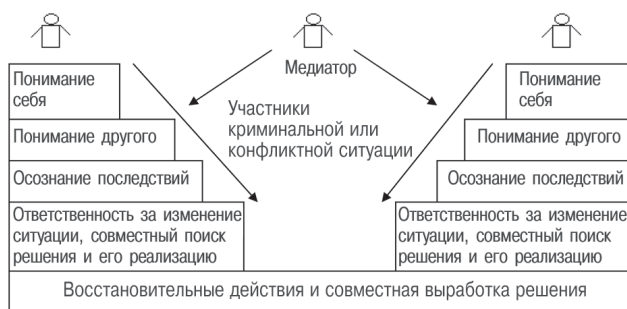 Медиатор
Участники
криминальной или
конфликтной ситуации
Понимание
себя
Понимание другого
Осознание последствий
Ответственность за изменение
ситуации, совместный поиск
решения и его реализацию
Понимание
себя
Понимание другого
Осознание последствий
Ответственность за изменение
ситуации, совместный поиск
решения и его реализацию
Восстановительные действия и совместная выработка решения